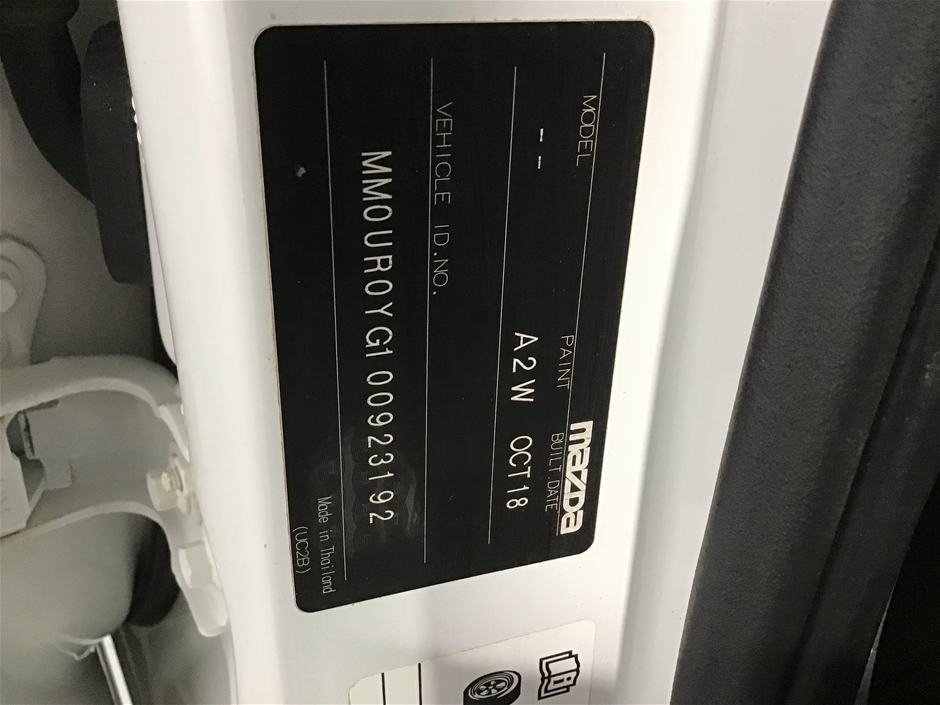 mazda
MODEL PAINT BUILT.DATE
-- A2W OCT18
VEHICLE ID.NO.
MM0UR0YG100923192
Made in Thailand
(UC2B)